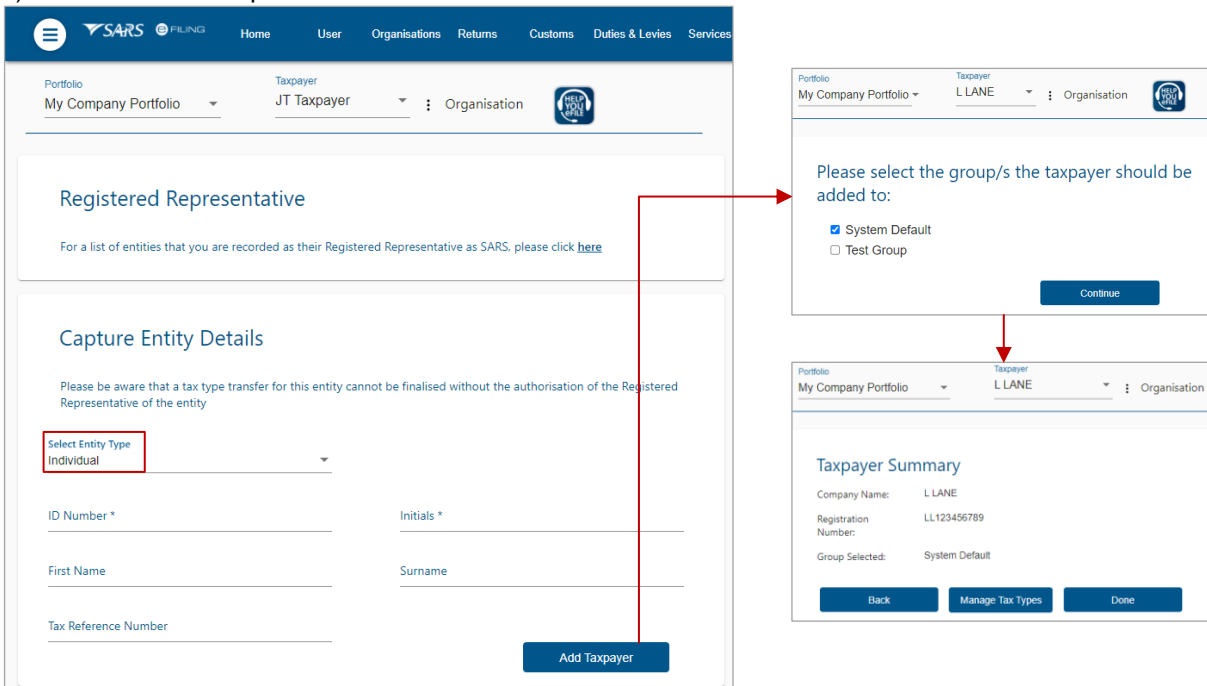 SARS eFILING Home User Organisations Returns Customs Duties & Levies Services
Portfolio Taxpayer
My Company Portfolio JT Taxpayer Organisation HELP YOU eFILE
Registered Representative
For a list of entities that you are recorded as their Registered Representative as SARS, please click here
Capture Entity Details
Please be aware that a tax type transfer for this entity cannot be finalised without the authorisation of the Registered
Representative of the entity
Select Entity Type
Individual
ID Number * Initials *
First Name Surname
Tax Reference Number
Add Taxpayer
Portfolio Taxpayer
My Company Portfolio L LANE Organisation HELP YOU eFILE
Please select the group/s the taxpayer should be
added to:
System Default
Test Group
Continue
Portfolio Taxpayer
My Company Portfolio L LANE Organisation
Taxpayer Summary
Company Name: L LANE
Registration LL123456789
Number:
Group Selected: System Default
Back Manage Tax Types Done